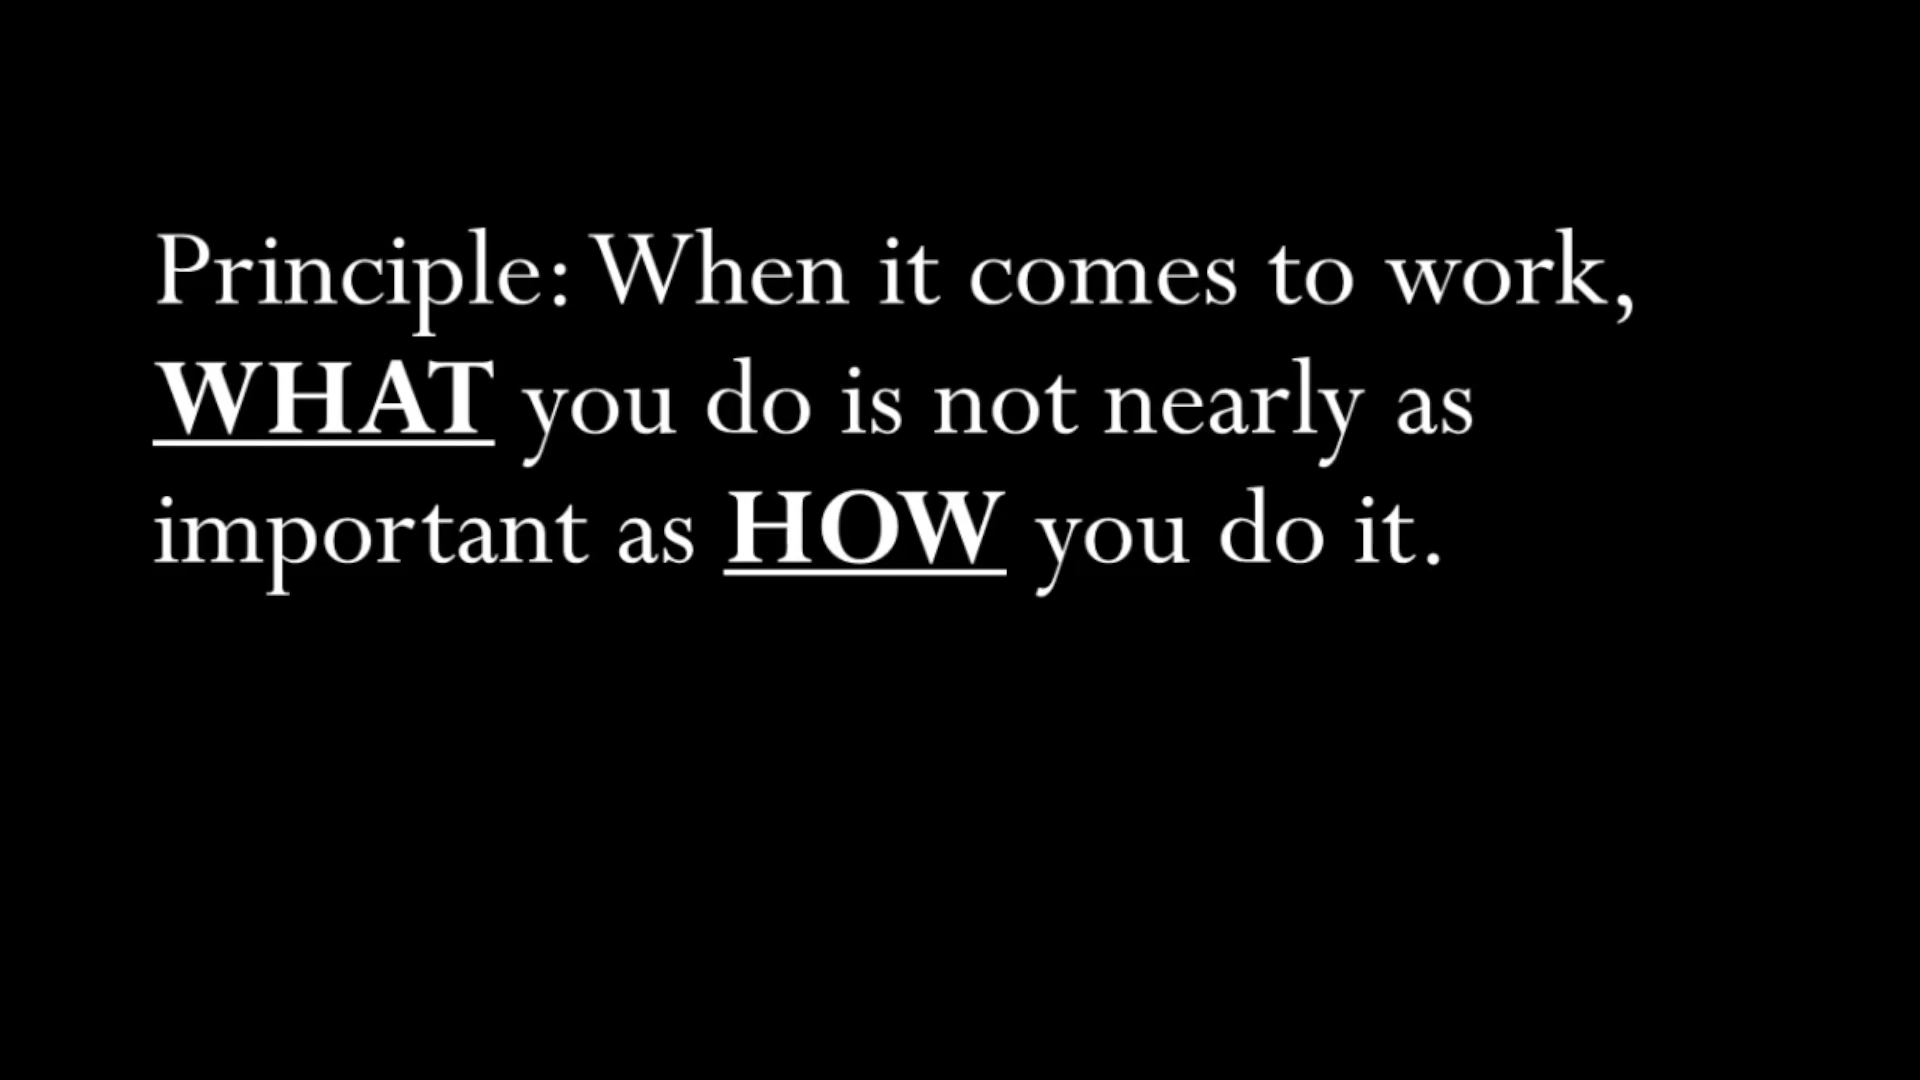 Principle: When it comes to work,
WHAT you do is not nearly as
important as HOW you do it.